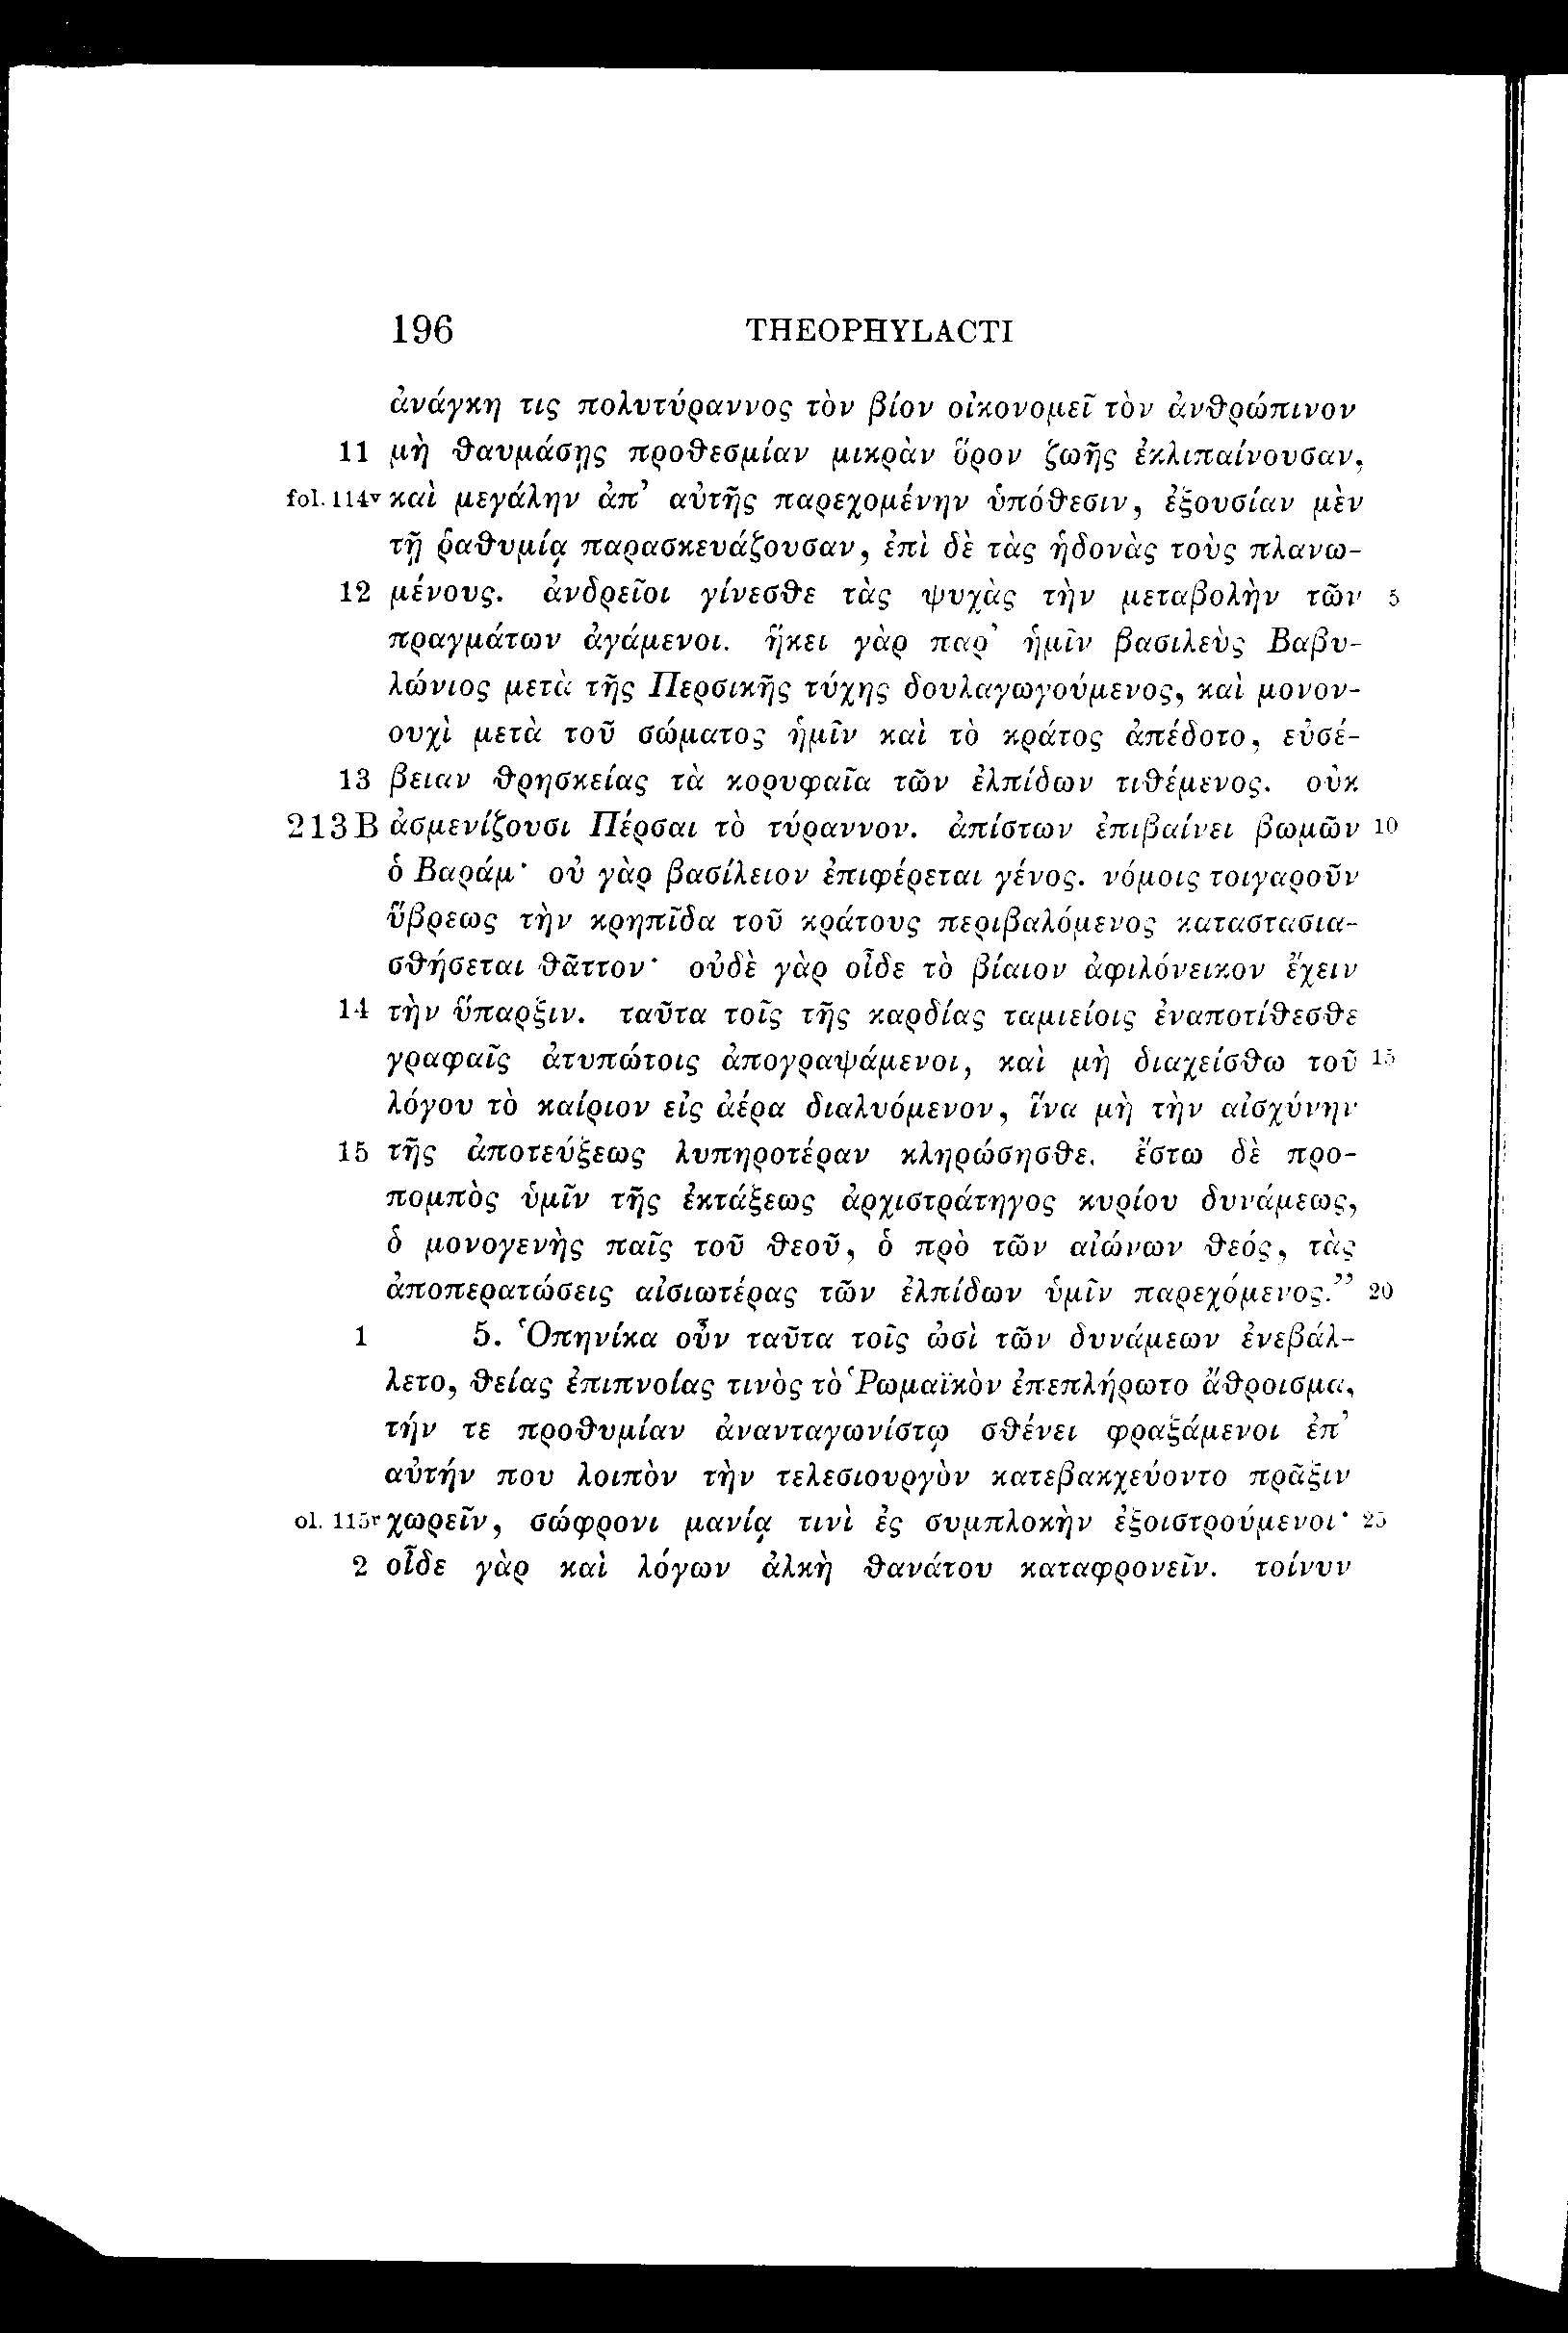 196 THEOPHYLACTI
ἀνάγκη τις πολυτύραννος τὸν βίον οἰκονομεῖ τὸν ἀνθρώπινον
11 μὴ θαυμάσῃς προθεσμίαν μικρὰν ὅρον ζωῆς ἐκλιπαίνουσαν,
fol. 114v καὶ μεγάλην ἀπ’ αὐτῆς παρεχομένην ὑπόθεσιν, ἐξουσίαν μὲν
τῇ ῥαθυμίᾳ παρασκευάζουσαν, ἐπὶ δὲ τὰς ἡδονὰς τοὺς πλανω-
12 μένους. ἀνδρεῖοι γίνεσθε τὰς ψυχὰς τὴν μεταβολὴν τῶν 5
πραγμάτων ἀγάμενοι. ἥκει γὰρ παρ’ ἡμῖν βασιλεὺς Βαβυ-
λώνιος μετὰ τῆς Περσικῆς τύχης δουλαγωγούμενος, καὶ μονον-
ουχὶ μετὰ τοῦ σώματος ἡμῖν καὶ τὸ κράτος ἀπέδοτο, εὐσέ-
13 βειαν θρησκείας τὰ κορυφαῖα τῶν ἐλπίδων τιθέμενος. οὐκ
213 B ἀσμενίζουσι Πέρσαι τὸ τύραννον. ἀπίστων ἐπιβαίνει βωμῶν 10
ὁ Βαράμ· οὐ γὰρ βασίλειον ἐπιφέρεται γένος. νόμοις τοιγαροῦν
ὕβρεως τὴν κρηπῖδα τοῦ κράτους περιβαλόμενος καταστασια-
σθήσεται θᾶττον· οὐδὲ γὰρ οἶδε τὸ βίαιον ἀφιλόνεικον ἔχειν
14 τὴν ὕπαρξιν. ταῦτα τοῖς τῆς καρδίας ταμιείοις ἐναποτίθεσθε
γραφαῖς ἀτυπώτοις ἀπογραψάμενοι, καὶ μὴ διαχείσθω τοῦ 15
λόγου τὸ καίριον εἰς ἀέρα διαλυόμενον, ἵνα μὴ τὴν αἰσχύνην
15 τῆς ἀποτεύξεως λυπηροτέραν κληρώσησθε. ἔστω δὲ προ-
πομπὸς ὑμῖν τῆς ἐκτάξεως ἀρχιστράτηγος κυρίου δυνάμεως,
ὁ μονογενὴς παῖς τοῦ θεοῦ, ὁ πρὸ τῶν αἰώνων θεός, τὰς
ἀποπερατώσεις αἰσιωτέρας τῶν ἐλπίδων ὑμῖν παρεχόμενος.” 20
1 5. Ὁπηνίκα οὖν ταῦτα τοῖς ὠσὶ τῶν δυνάμεων ἐνεβάλ-
λετο, θείας ἐπιπνοίας τινὸς τὸ Ῥωμαϊκὸν ἐπεπλήρωτο ἄθροισμα,
τήν τε προθυμίαν ἀνανταγωνίστῳ σθένει φραξάμενοι ἐπ’
αὐτήν που λοιπὸν τὴν τελεσιουργὸν κατεβακχεύοντο πρᾶξιν
ol. 115r χωρεῖν, σώφρονι μανίᾳ τινὶ ἐς συμπλοκὴν ἐξοιστρούμενοι· 25
2 οἶδε γὰρ καὶ λόγων ἀλκὴ θανάτου καταφρονεῖν. τοίνυν